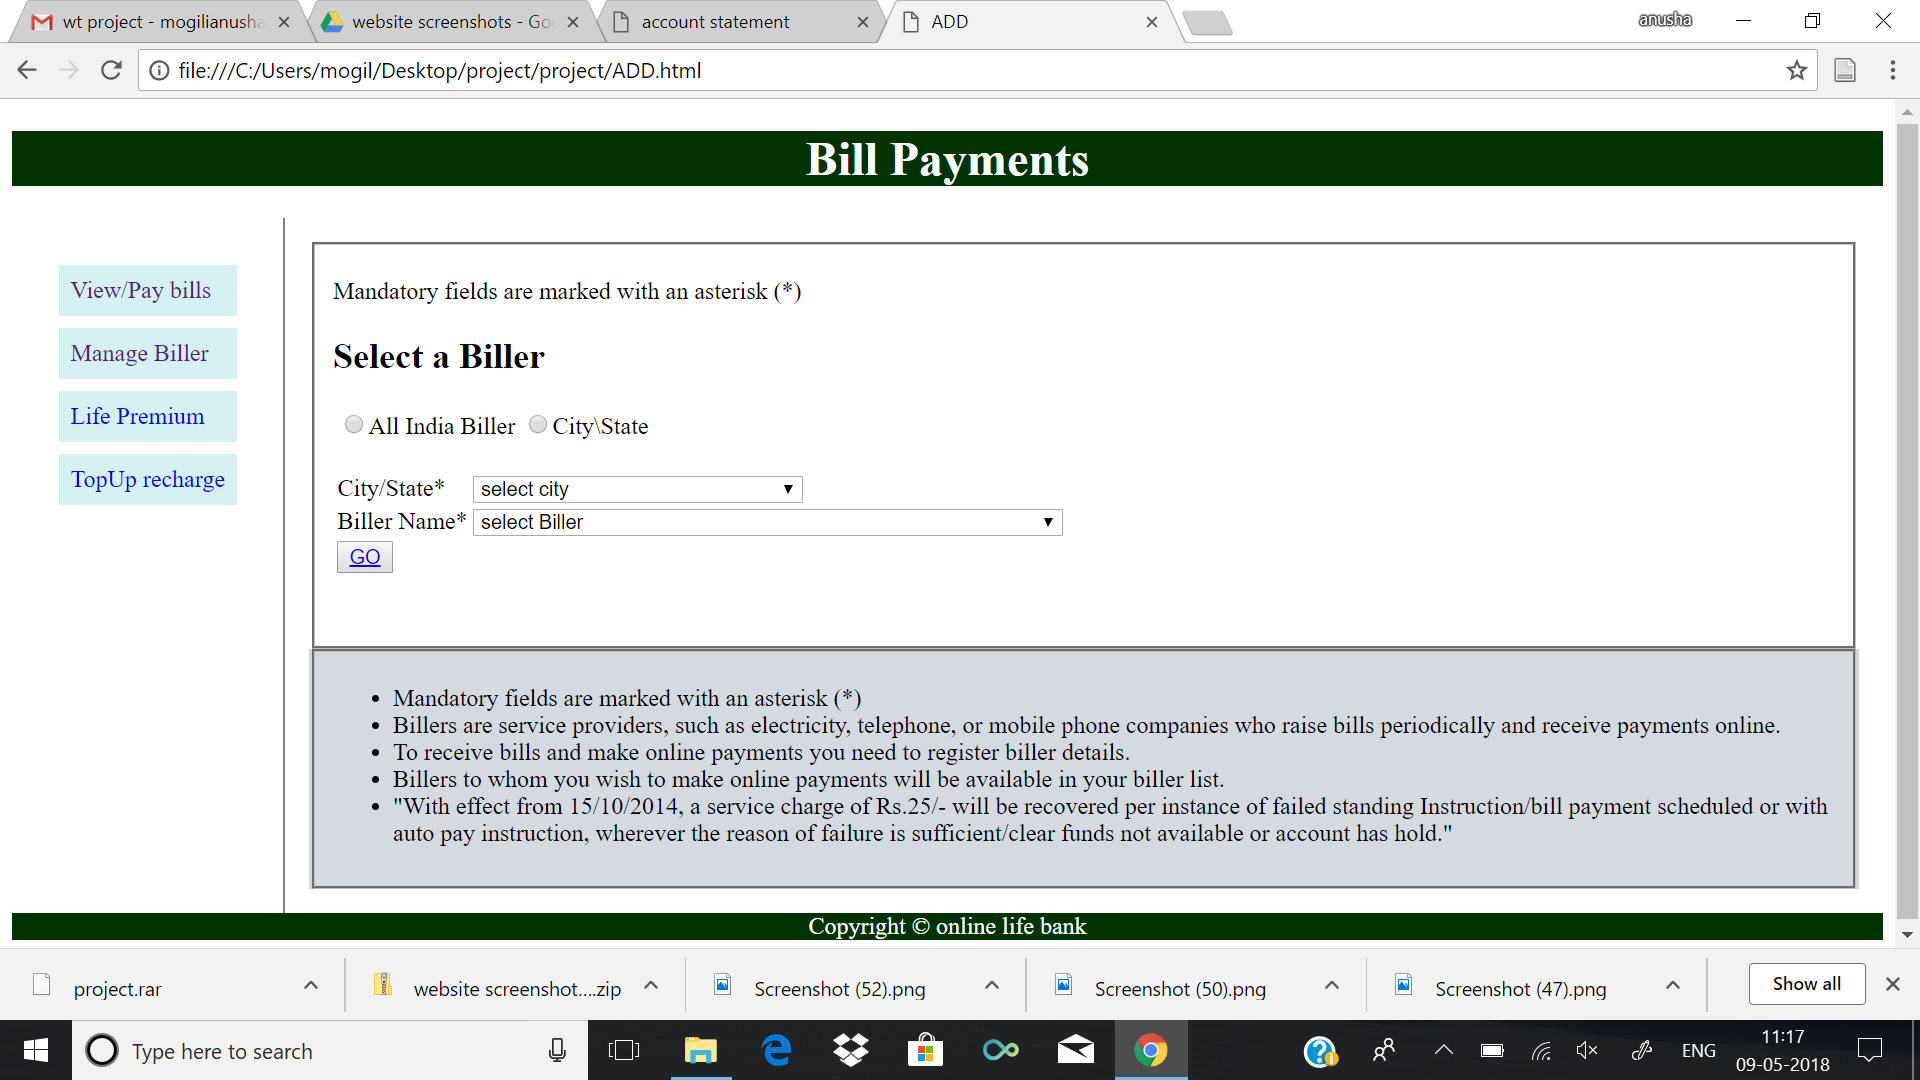 wt project - mogilianusha
website screenshots - Go
account statement
ADD
anusha
file:///C:/Users/mogil/Desktop/project/project/ADD.html
Bill Payments
View/Pay bills
Manage Biller
Life Premium
TopUp recharge
Mandatory fields are marked with an asterisk (*)
Select a Biller
All India Biller City\State
City/State* select city
Biller Name* select Biller
GO
Mandatory fields are marked with an asterisk (*)
Billers are service providers, such as electricity, telephone, or mobile phone companies who raise bills periodically and receive payments online.
To receive bills and make online payments you need to register biller details.
Billers to whom you wish to make online payments will be available in your biller list.
"With effect from 15/10/2014, a service charge of Rs.25/- will be recovered per instance of failed standing Instruction/bill payment scheduled or with
auto pay instruction, wherever the reason of failure is sufficient/clear funds not available or account has hold."
Copyright © online life bank
project.rar
website screenshot....zip
Screenshot (52).png
Screenshot (50).png
Screenshot (47).png
Show all
Type here to search
ENG
11:17
09-05-2018